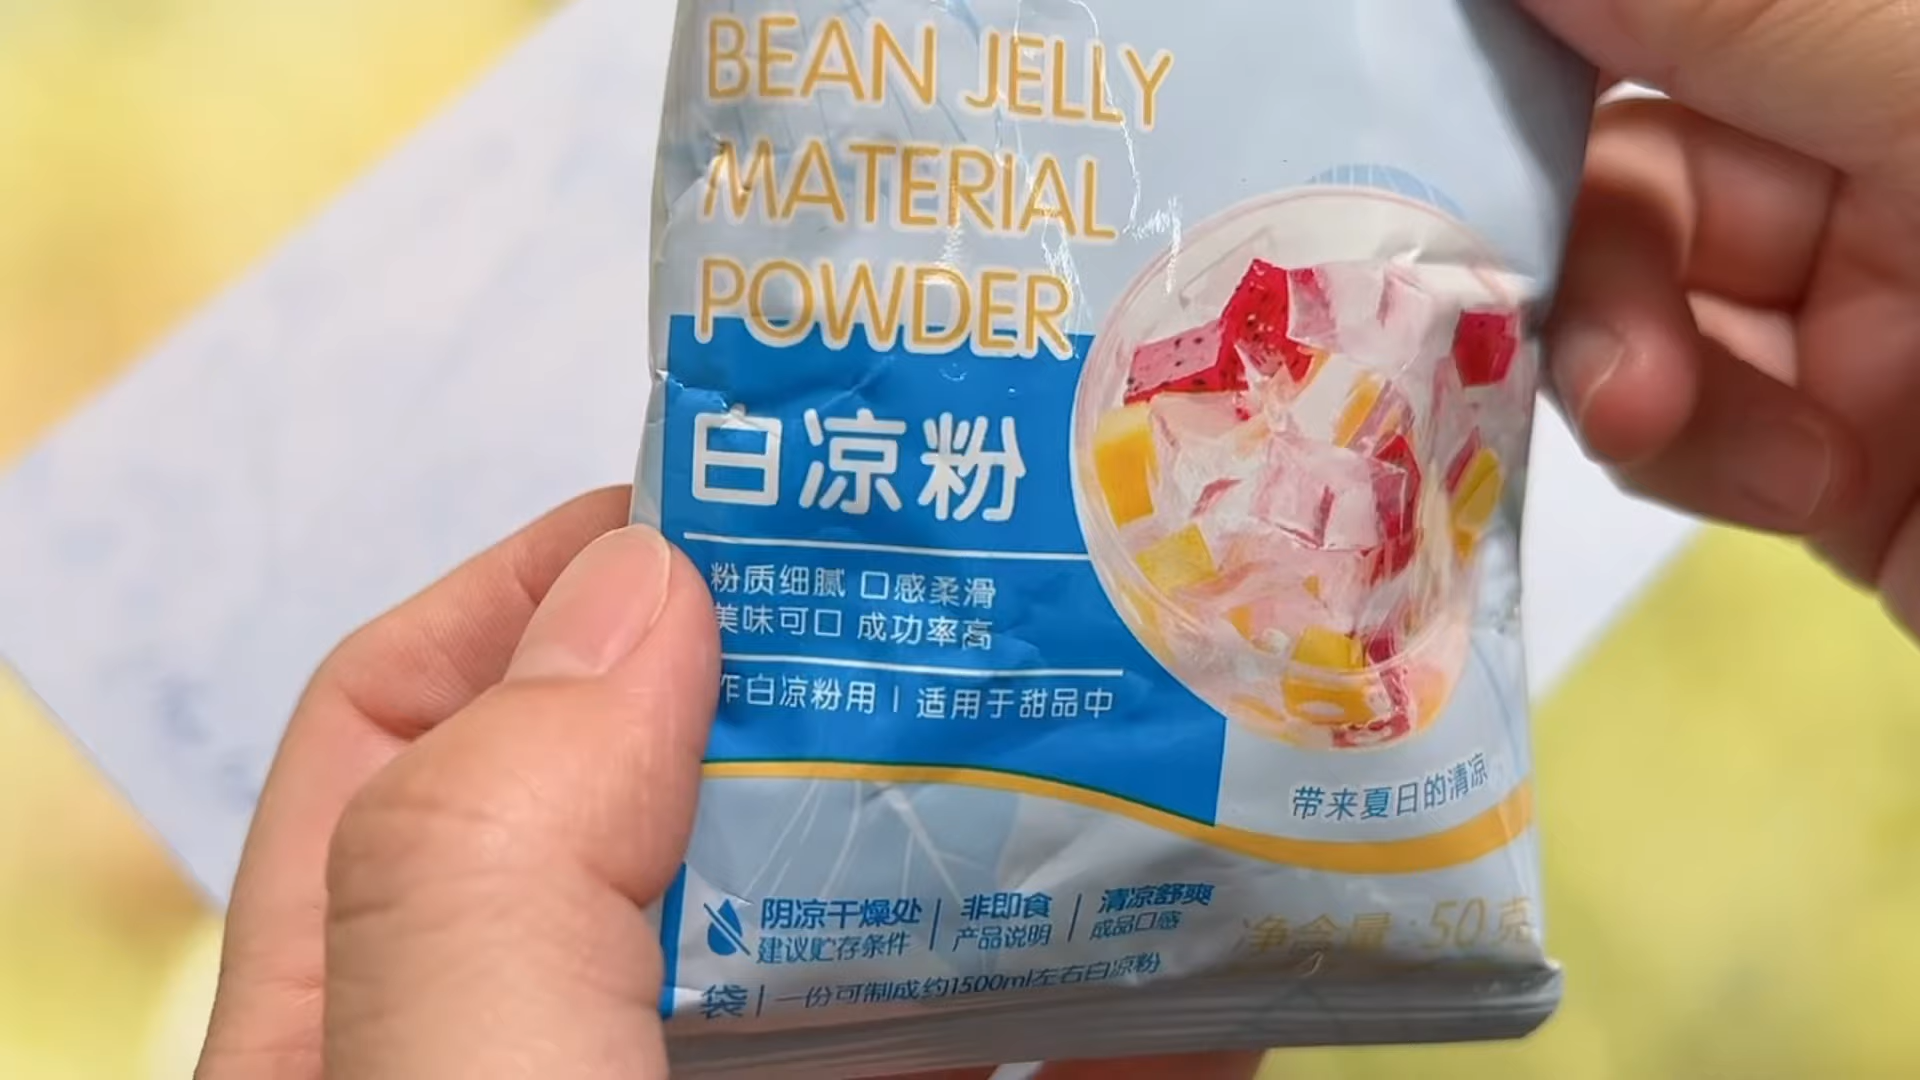 BEAN JELLY
MATERIAL
POWDER
白凉粉
粉质细腻 口感柔滑
美味可口 成功率高
作白凉粉用 | 适用于甜品中
带来夏日的清凉
阴凉干燥处 | 非即食 | 清凉舒爽
建议贮存条件 产品说明 成品口感
净含量:50克
袋 | 一份可制成约1500ml左右白凉粉